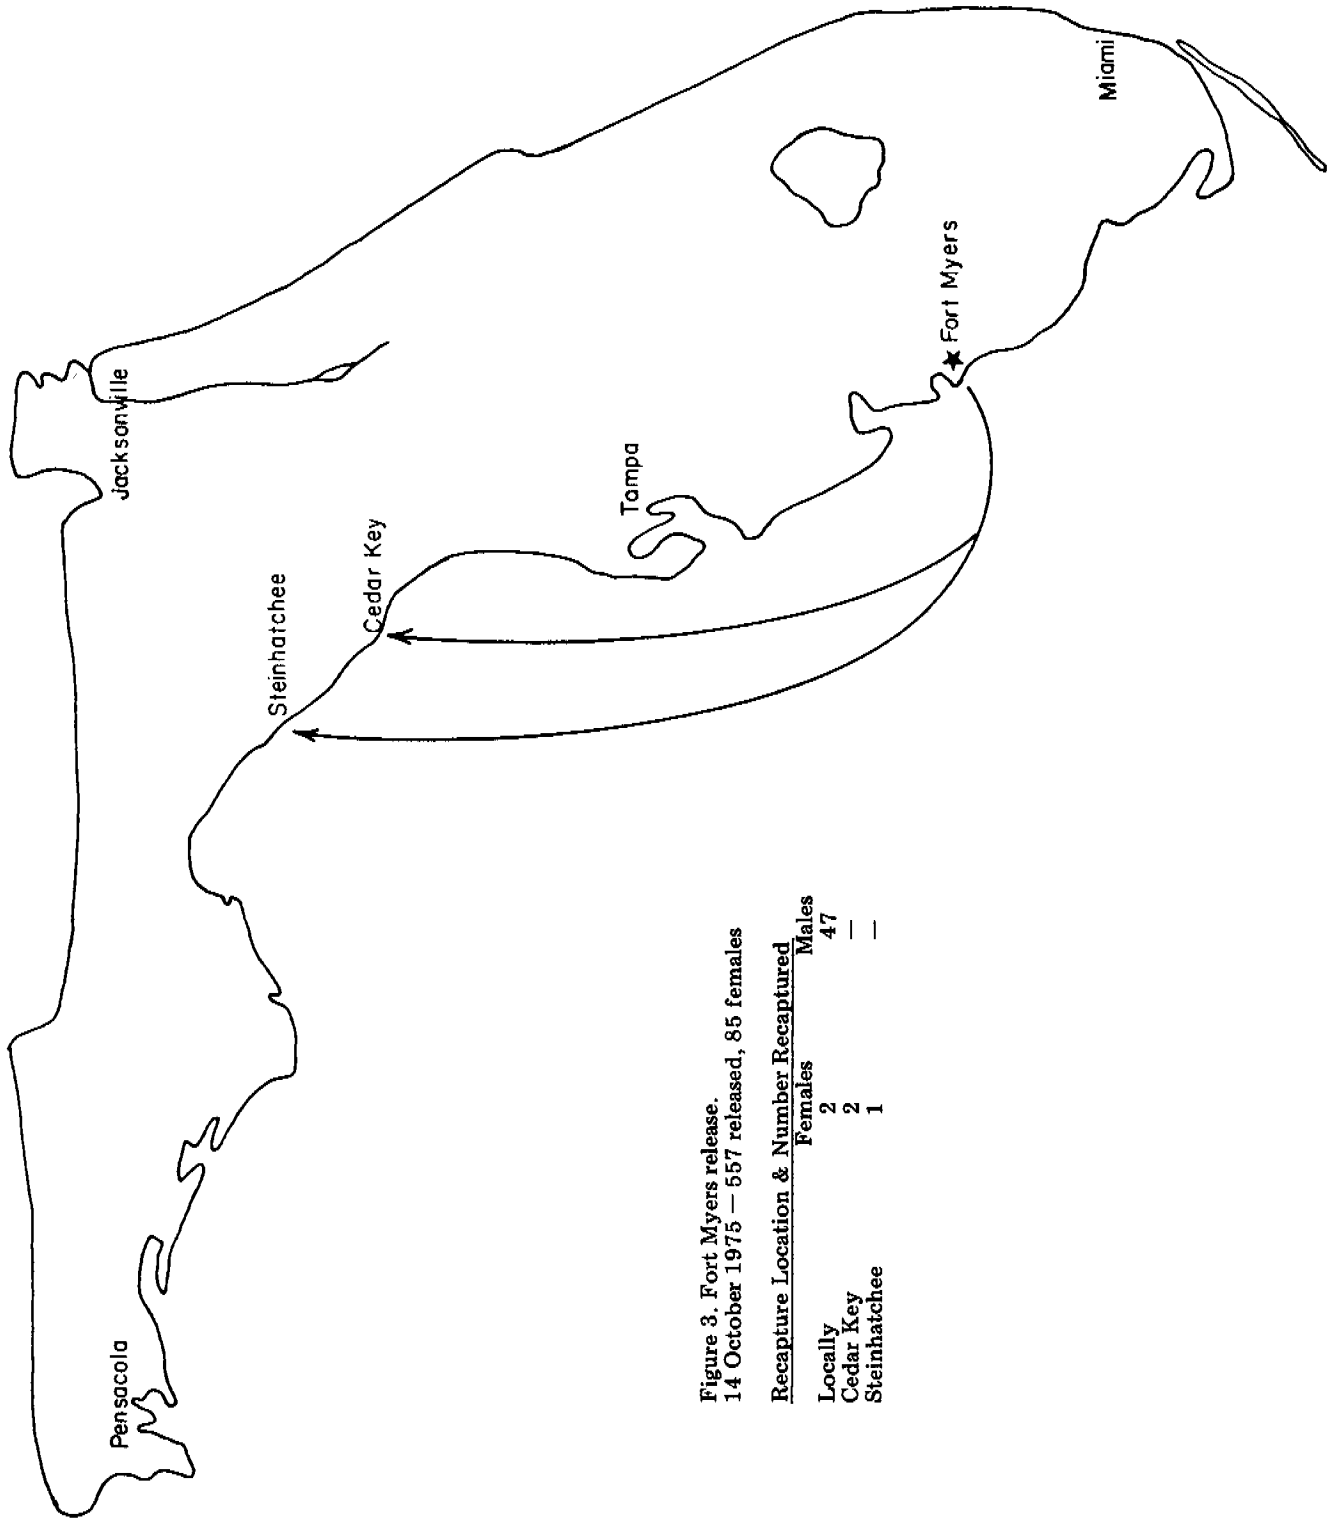 Pensacola
Jacksonville
Steinhatchee
Cedar Key
Tampa
Fort Myers
Miami
Figure 3. Fort Myers release.
14 October 1975 — 557 released, 85 females
Recapture Location & Number Recaptured
Females Males
Locally 2 47
Cedar Key 2 —
Steinhatchee 1 —